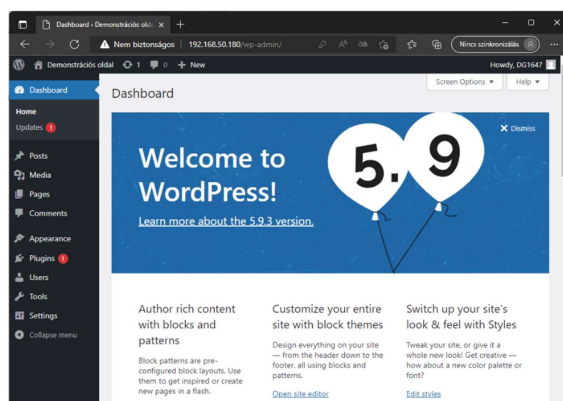 Dashboard ‹ Demonstrációs olda
Nem biztonságos | 192.168.50.180/wp-admin/
Nincs szinkronizálás
Demonstrációs oldal 1 0 + New
Howdy, DG1647
Dashboard
Home
Updates 1
Posts
Media
Pages
Comments
Appearance
Plugins 1
Users
Tools
Settings
Collapse menu
Screen Options ▼
Help ▼
Dashboard
Dismiss
Welcome to
WordPress!
Learn more about the 5.9.3 version.
5.9
Author rich content
with blocks and
patterns
Block patterns are pre-
configured block layouts. Use
them to get inspired or create
new pages in a flash.
Customize your entire
site with block themes
Design everything on your site
— from the header down to the
footer, all using blocks and
patterns.
Open site editor
Switch up your site’s
look & feel with Styles
Tweak your site, or give it a
whole new look! Get creative —
how about a new color palette or
font?
Edit styles